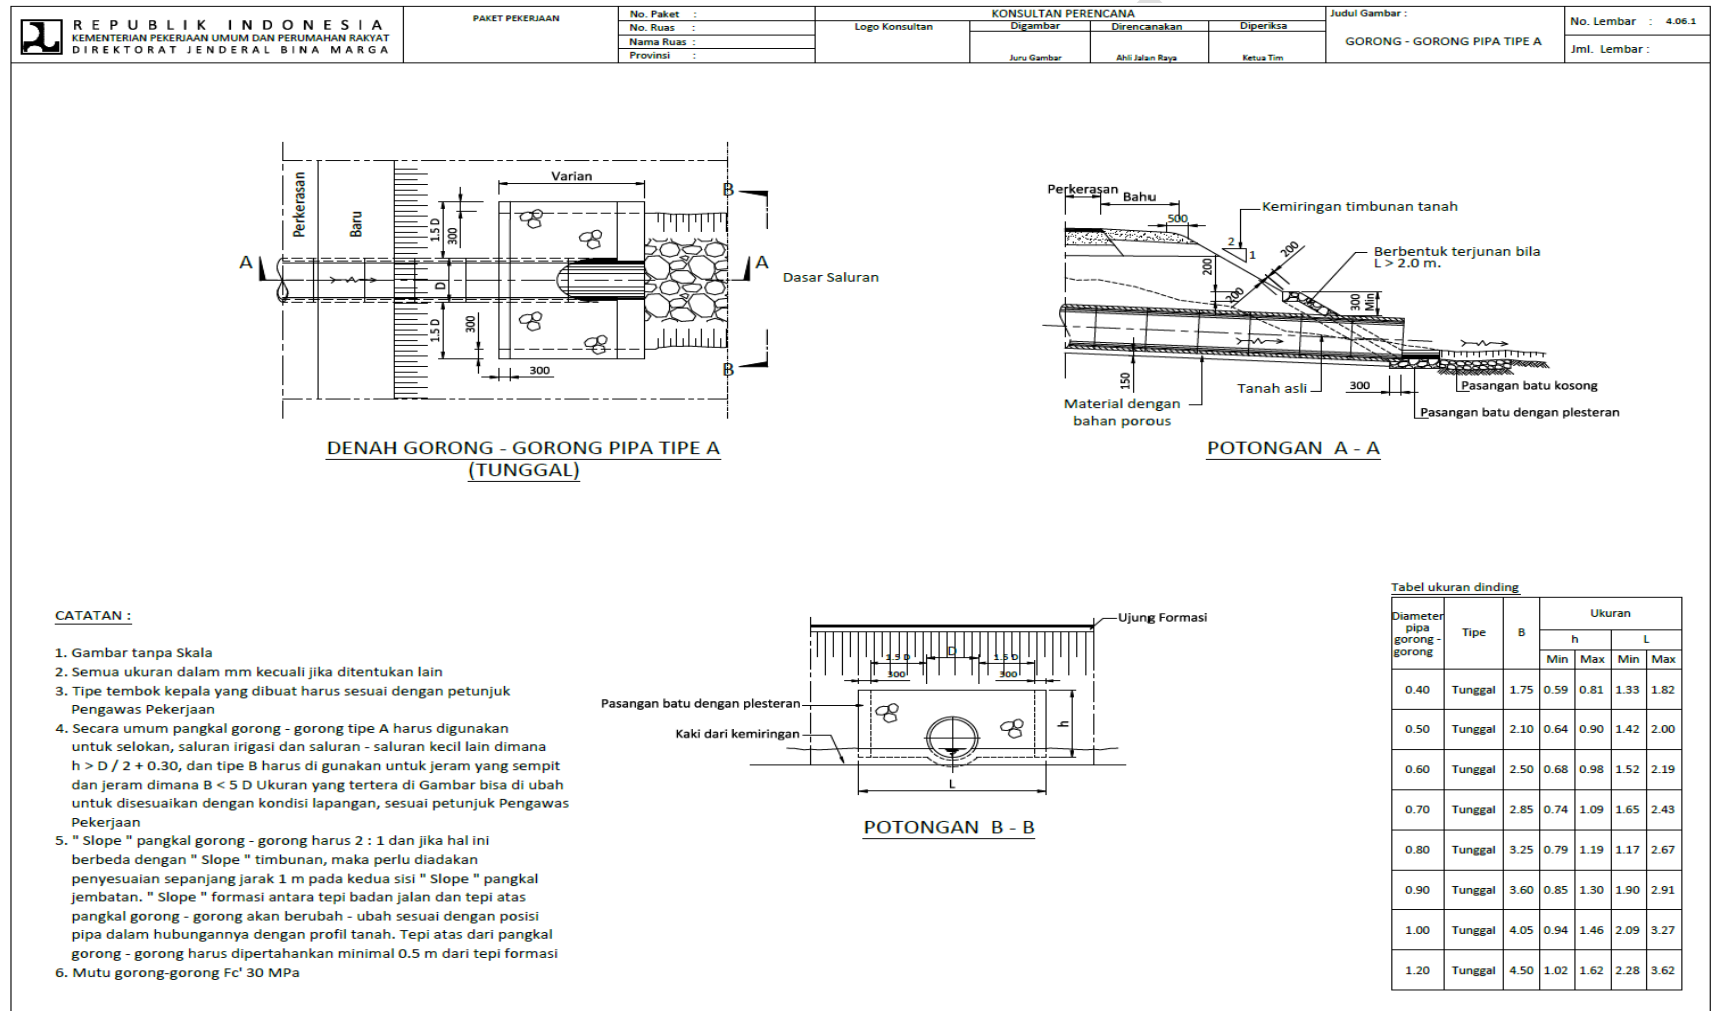 REPUBLIK INDONESIA
KEMENTERIAN PEKERJAAN UMUM DAN PERUMAHAN RAKYAT
DIREKTORAT JENDERAL BINA MARGA
PAKET PEKERJAAN
No. Paket :
No. Ruas :
Nama Ruas :
Provinsi :
Logo Konsultan
KONSULTAN PERENCANA
Digambar
Direncanakan
Diperiksa
Juru Gambar
Ahli Jalan Raya
Ketua Tim
Judul Gambar :
GORONG - GORONG PIPA TIPE A
No. Lembar : 4.06.1
Jml. Lembar :
Perkerasan
Baru
Varian
B
1.5 D
300
A
A
D
Dasar Saluran
1.5 D
300
300
B
DENAH GORONG - GORONG PIPA TIPE A
(TUNGGAL)
Perkerasan
Bahu
500
Kemiringan timbunan tanah
2
1
200
Berbentuk terjunan bila
L > 2.0 m.
200
200
300
Min
150
Tanah asli
300
Pasangan batu kosong
Material dengan
bahan porous
Pasangan batu dengan plesteran
POTONGAN A - A
CATATAN :
1. Gambar tanpa Skala
2. Semua ukuran dalam mm kecuali jika ditentukan lain
3. Tipe tembok kepala yang dibuat harus sesuai dengan petunjuk
Pengawas Pekerjaan
4. Secara umum pangkal gorong - gorong tipe A harus digunakan
untuk selokan, saluran irigasi dan saluran - saluran kecil lain dimana
h > D / 2 + 0.30, dan tipe B harus di gunakan untuk jeram yang sempit
dan jeram dimana B < 5 D Ukuran yang tertera di Gambar bisa di ubah
untuk disesuaikan dengan kondisi lapangan, sesuai petunjuk Pengawas
Pekerjaan
5. " Slope " pangkal gorong - gorong harus 2 : 1 dan jika hal ini
berbeda dengan " Slope " timbunan, maka perlu diadakan
penyesuaian sepanjang jarak 1 m pada kedua sisi " Slope " pangkal
jembatan. " Slope " formasi antara tepi badan jalan dan tepi atas
pangkal gorong - gorong akan berubah - ubah sesuai dengan posisi
pipa dalam hubungannya dengan profil tanah. Tepi atas dari pangkal
gorong - gorong harus dipertahankan minimal 0.5 m dari tepi formasi
6. Mutu gorong-gorong Fc' 30 MPa
Ujung Formasi
1.5 D
D
1.5 D
300
300
Pasangan batu dengan plesteran
Kaki dari kemiringan
h
L
POTONGAN B - B
Tabel ukuran dinding
Diameter
pipa
gorong -
gorong
Tipe
B
Ukuran
h
L
Min Max Min Max
0.40 Tunggal 1.75 0.59 0.81 1.33 1.82
0.50 Tunggal 2.10 0.64 0.90 1.42 2.00
0.60 Tunggal 2.50 0.68 0.98 1.52 2.19
0.70 Tunggal 2.85 0.74 1.09 1.65 2.43
0.80 Tunggal 3.25 0.79 1.19 1.17 2.67
0.90 Tunggal 3.60 0.85 1.30 1.90 2.91
1.00 Tunggal 4.05 0.94 1.46 2.09 3.27
1.20 Tunggal 4.50 1.02 1.62 2.28 3.62